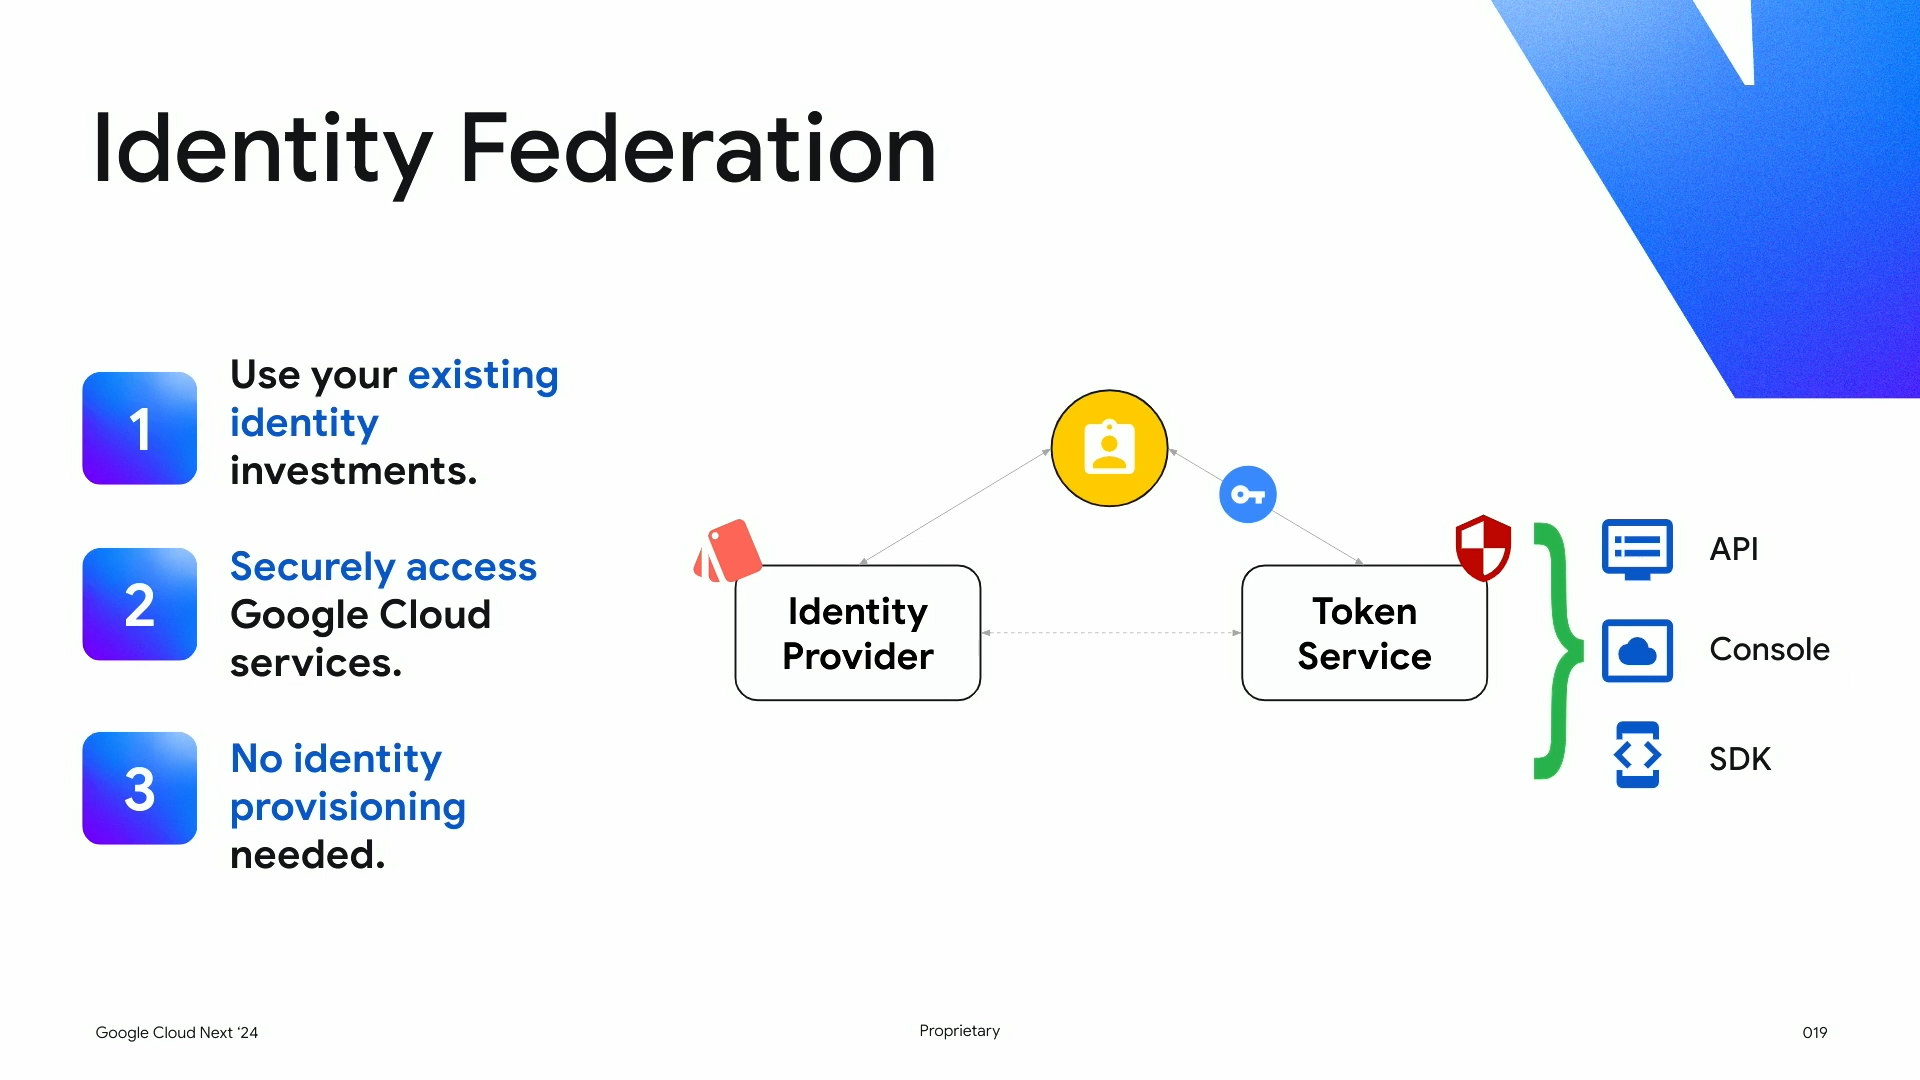 Identity Federation
1
Use your existing
identity
investments.
2
Securely access
Google Cloud
services.
3
No identity
provisioning
needed.
Identity
Provider
Token
Service
API
Console
SDK
Google Cloud Next ‘24
Proprietary
019